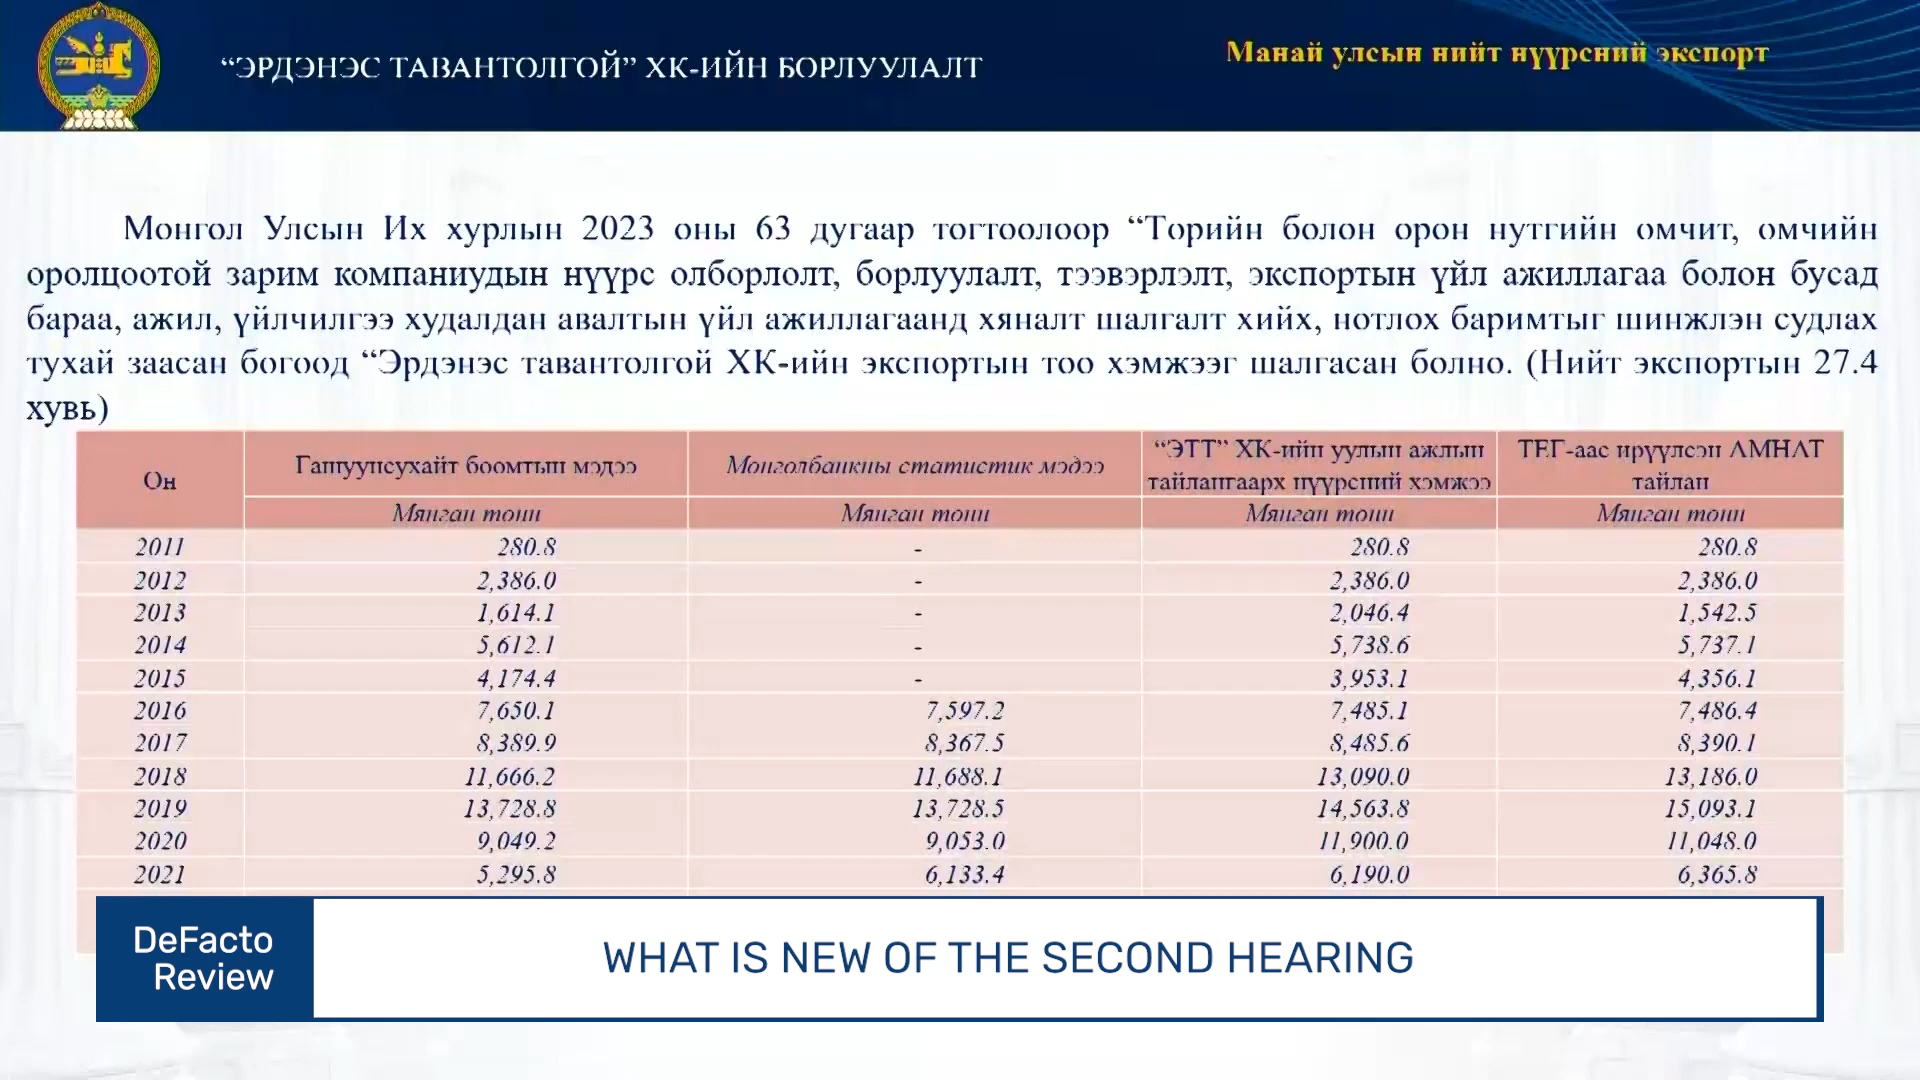 “ЭРДЭНЭС ТАВАНТОЛГОЙ” ХК-ИЙН БОРЛУУЛАЛТ
Манай улсын нийт нүүрсний экспорт
Монгол Улсын Их хурлын 2023 оны 63 дугаар тогтоолоор “Төрийн болон орон нутгийн өмчит, өмчийн
оролцоотой зарим компаниудын нүүрс олборлолт, борлуулалт, тээвэрлэлт, экспортын үйл ажиллагаа болон бусад
бараа, ажил, үйлчилгээ худалдан авалтын үйл ажиллагаанд хяналт шалгалт хийх, нотлох баримтыг шинжлэн судлах
тухай заасан бөгөөд “Эрдэнэс тавантолгой ХК-ийн экспортын тоо хэмжээг шалгасан болно. (Нийт экспортын 27.4
хувь)
Он Гашуунсухайт боомтын мэдээ Монголбанкны статистик мэдээ “ЭТТ” ХК-ийн уулын ажлын тайлангаарх нүүрсний хэмжээ ТЕГ-аас ирүүлсэн АМНАТ тайлан
Мянган тонн Мянган тонн Мянган тонн Мянган тонн
2011 280.8 - 280.8 280.8
2012 2,386.0 - 2,386.0 2,386.0
2013 1,614.1 - 2,046.4 1,542.5
2014 5,612.1 - 5,738.6 5,737.1
2015 4,174.4 - 3,953.1 4,356.1
2016 7,650.1 7,597.2 7,485.1 7,486.4
2017 8,389.9 8,367.5 8,485.6 8,390.1
2018 11,666.2 11,688.1 13,090.0 13,186.0
2019 13,728.8 13,728.5 14,563.8 15,093.1
2020 9,049.2 9,053.0 11,900.0 11,048.0
2021 5,295.8 6,133.4 6,190.0 6,365.8
DeFacto
Review
WHAT IS NEW OF THE SECOND HEARING